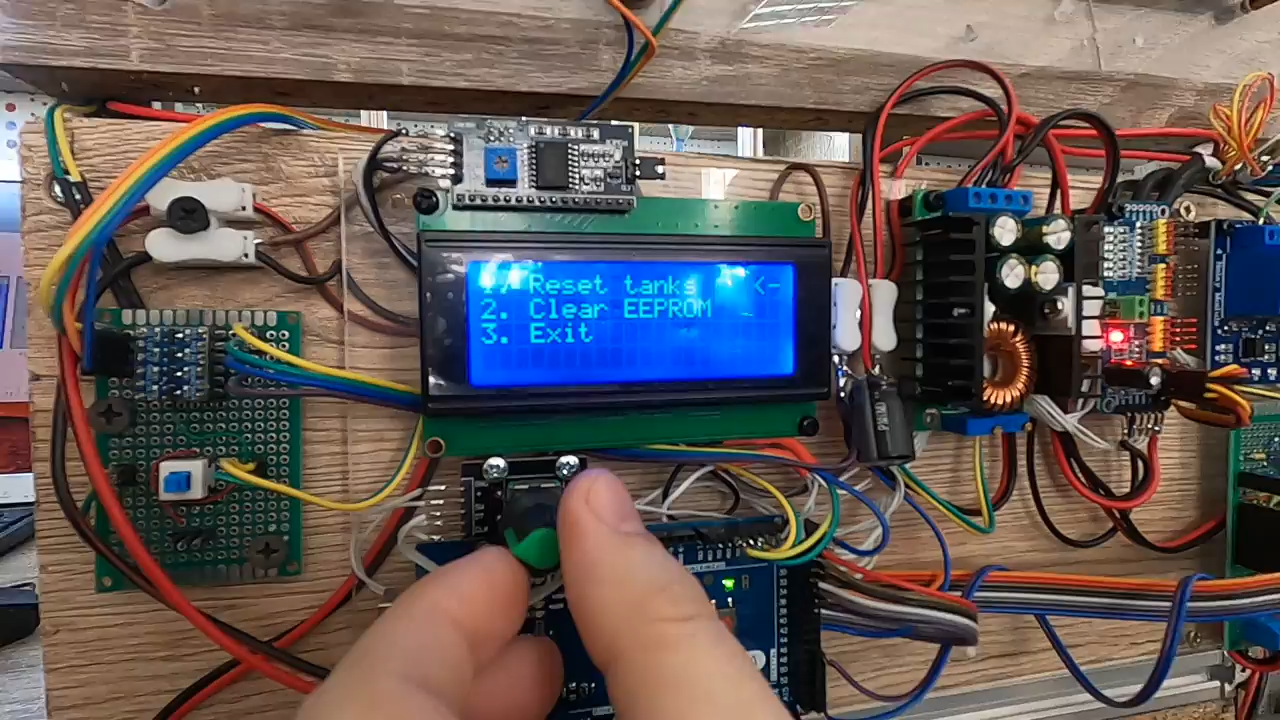 1. Reset tanks <-
2. Clear EEPROM
3. Exit